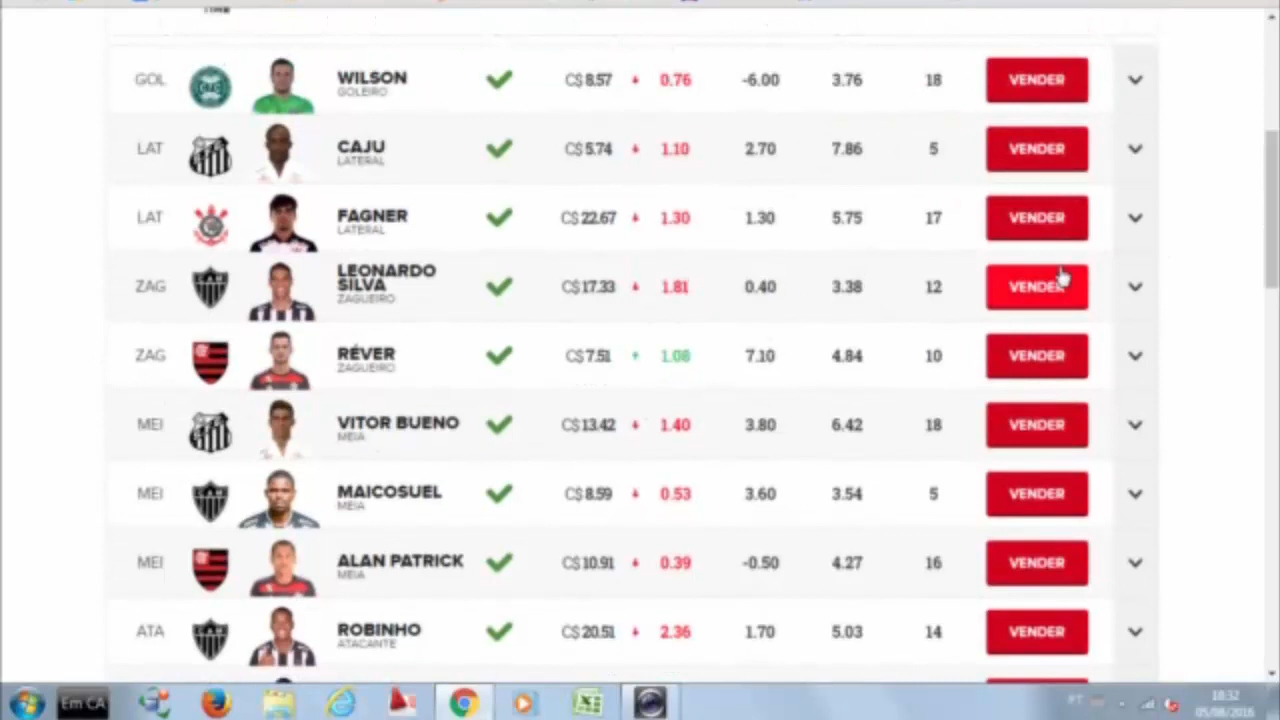 GOL WILSON C$ 8.57 0.76 -6.00 3.76 18 VENDER
GOLEIRO
LAT CAJU C$ 5.74 1.10 2.70 7.86 5 VENDER
LATERAL
LAT FAGNER C$ 22.67 1.30 1.30 5.75 17 VENDER
LATERAL
LEONARDO
ZAG SILVA C$ 17.33 1.81 0.40 3.38 12 VENDER
ZAGUEIRO
ZAG RÉVER C$ 7.51 1.08 7.10 4.84 10 VENDER
ZAGUEIRO
MEI VITOR BUENO C$ 13.42 1.40 3.80 6.42 18 VENDER
MEIA
MEI MAICOSUEL C$ 8.59 0.53 3.60 3.54 5 VENDER
MEIA
MEI ALAN PATRICK C$ 10.91 0.39 -0.50 4.27 16 VENDER
MEIA
ATA ROBINHO C$ 20.51 2.36 1.70 5.03 14 VENDER
ATACANTE
Em CA PT 18:32
05/08/2016